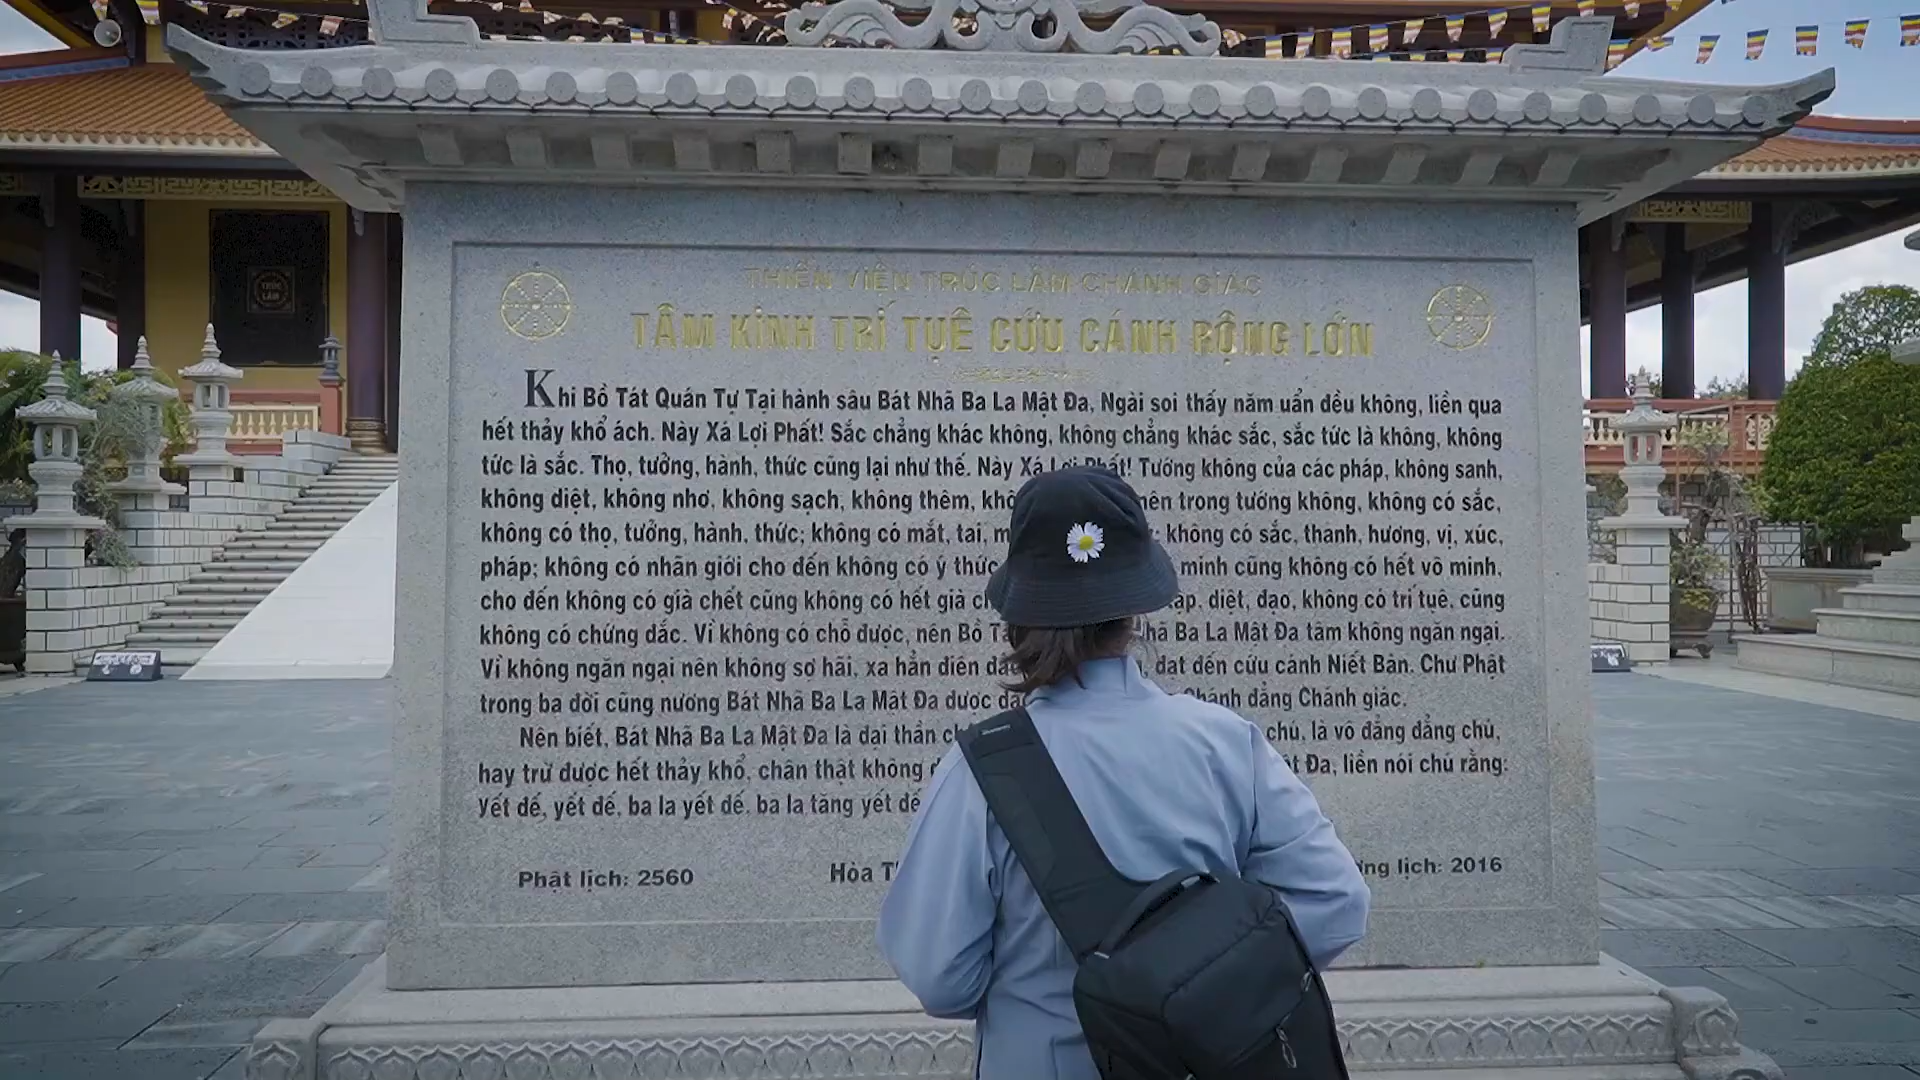 THIỀN VIỆN TRÚC LÂM CHÁNH GIÁC
TÂM KINH TRÍ TUỆ CỨU CÁNH RỘNG LỚN
Khi Bồ Tát Quán Tự Tại hành sâu Bát Nhã Ba La Mật Đa, Ngài soi thấy năm uẩn đều không, liền qua
hết thảy khổ ách. Này Xá Lợi Phất! Sắc chẳng khác không, không chẳng khác sắc, sắc tức là không, không
tức là sắc. Thọ, tưởng, hành, thức cũng lại như thế. Này Xá Lợi Phất! Tướng không của các pháp, không sanh,
không diệt, không nhơ, không sạch, không thêm, trong tướng không, không có sắc,
không có thọ, tưởng, hành, thức; không có mắt, tai, không có sắc, thanh, hương, vị, xúc,
pháp; không có nhãn giới cho đến không có ý thức minh cũng không có hết vô minh,
cho đến không có già chết cũng không có hết già diệt, đạo, không có trí tuệ, cũng
không có chứng đắc. Vì không có chỗ được, nên Bồ Ba La Mật Đa tâm không ngăn ngại.
Vì không ngăn ngại nên không sợ hãi, xa hẳn điên đạt đến cứu cánh Niết Bàn. Chư Phật
trong ba đời cũng nương Bát Nhã Ba La Mật Đa được Chánh đẳng Chánh giác.
Nên biết, Bát Nhã Ba La Mật Đa là đại thần chú, là vô đẳng đẳng chú,
hay trừ được hết thảy khổ, chân thật không Đa, liền nói chú rằng:
Yết đế, yết đế, ba la yết đế, ba la tăng yết đế
Phật lịch: 2560 Hòa lịch: 2016
TRÚC
LÂM